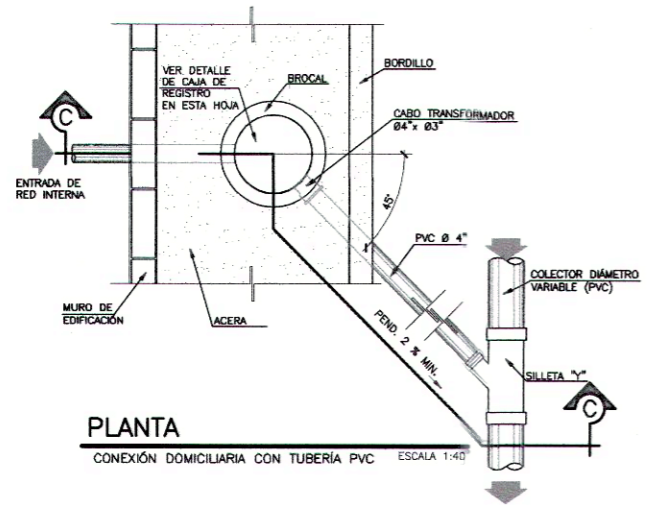 VER DETALLE
DE CAJA DE
REGISTRO
EN ESTA HOJA
BROCAL
BORDILLO
C
CABO TRANSFORMADOR
Ø4"x Ø3"
ENTRADA DE
RED INTERNA
45°
PVC Ø 4"
COLECTOR DIÁMETRO
VARIABLE (PVC)
MURO DE
EDIFICACIÓN
ACERA
PEND. 2 % MIN.
SILLETA "Y"
C
PLANTA
CONEXIÓN DOMICILIARIA CON TUBERÍA PVC ESCALA 1:40